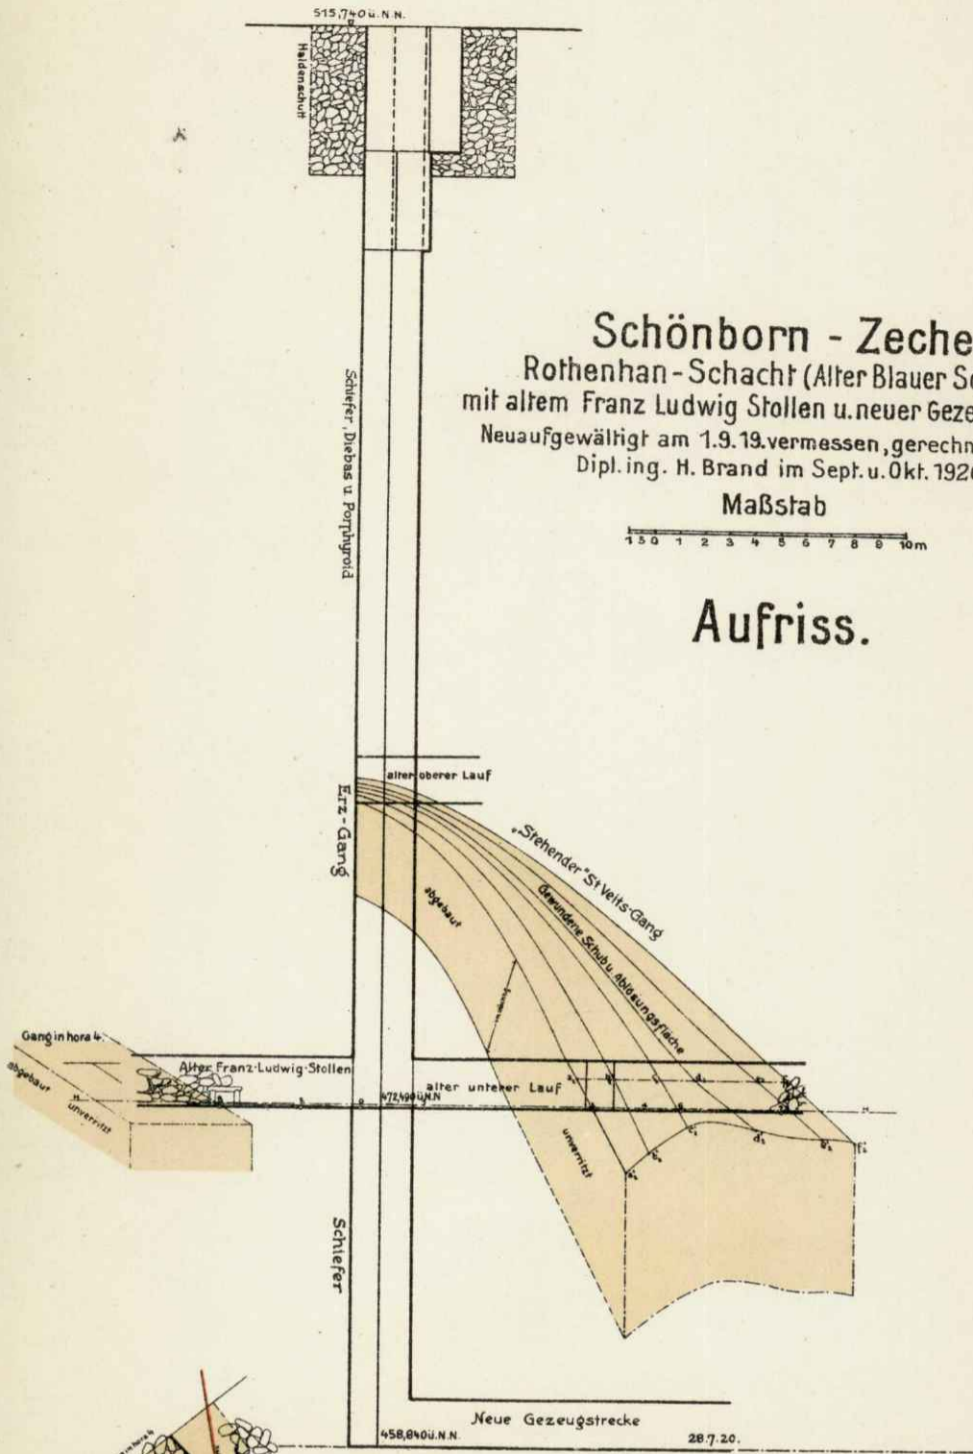 515,740ü.N.N.
Haldenschutt
Schönborn - Zeche
Rothenhan-Schacht (Alter Blauer
mit altem Franz Ludwig Stollen u. neuer
Neuaufgewältigt am 1.9.19. vermessen,
Dipl. ing. H. Brand im Sept. u. Okt.
Maßstab
1 5 0 1 2 3 4 5 6 7 8 9 10m
Aufriss.
Schiefer, Diebas u Porphyroid
alter oberer Lauf
Erz-Gang
„Stehender“ St Veits-Gang
Gewundene Schub u. Ablösungsfläche
abgebaut
Gang in hora 4.
abgebaut
unverritzt
Alter Franz-Ludwig-Stollen
alter unterer Lauf
472,490ü.N.N
unverritzt
Schiefer
Neue Gezeugstrecke
458,840ü.N.N.
28.7.20.